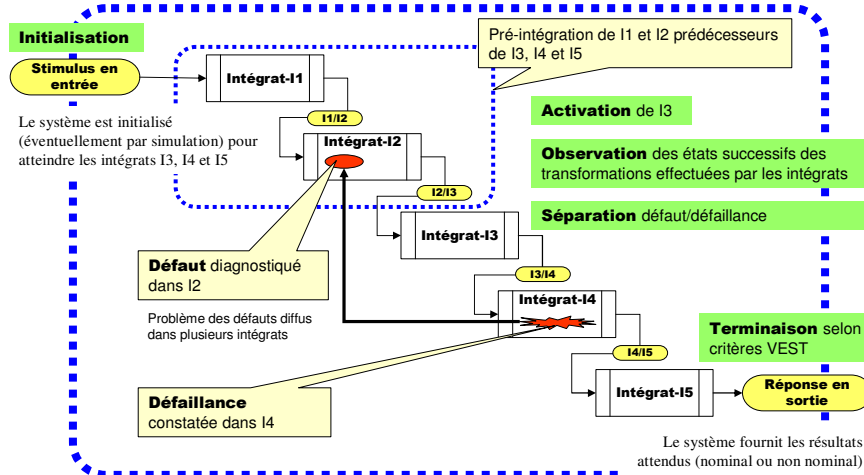 Initialisation
Stimulus en
entrée
Le système est initialisé
(éventuellement par simulation) pour
atteindre les intégrats I3, I4 et I5
Intégrat-I1
I1/I2
Intégrat-I2
I2/I3
Pré-intégration de I1 et I2 prédécesseurs
de I3, I4 et I5
Activation de I3
Observation des états successifs des
transformations effectuées par les intégrats
Séparation défaut/défaillance
Intégrat-I3
I3/I4
Défaut diagnostiqué
dans I2
Problème des défauts diffus
dans plusieurs intégrats
Intégrat-I4
I4/I5
Terminaison selon
critères VEST
Défaillance
constatée dans I4
Intégrat-I5
Réponse en
sortie
Le système fournit les résultats
attendus (nominal ou non nominal)